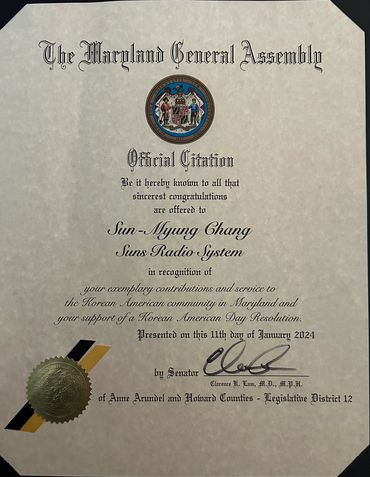 The Maryland General Assembly
Official Citation
Be it hereby known to all that
sincerest congratulations
are offered to
Sun-Myung Chang
Suns Radio System
in recognition of
your exemplary contributions and service to
the Korean American community in Maryland and
your support of a Korean American Day Resolution.
Presented on this 11th day of January 2024
by Senator
Clarence K. Lam, M.D., M.P.H.
of Anne Arundel and Howard Counties - Legislative District 12